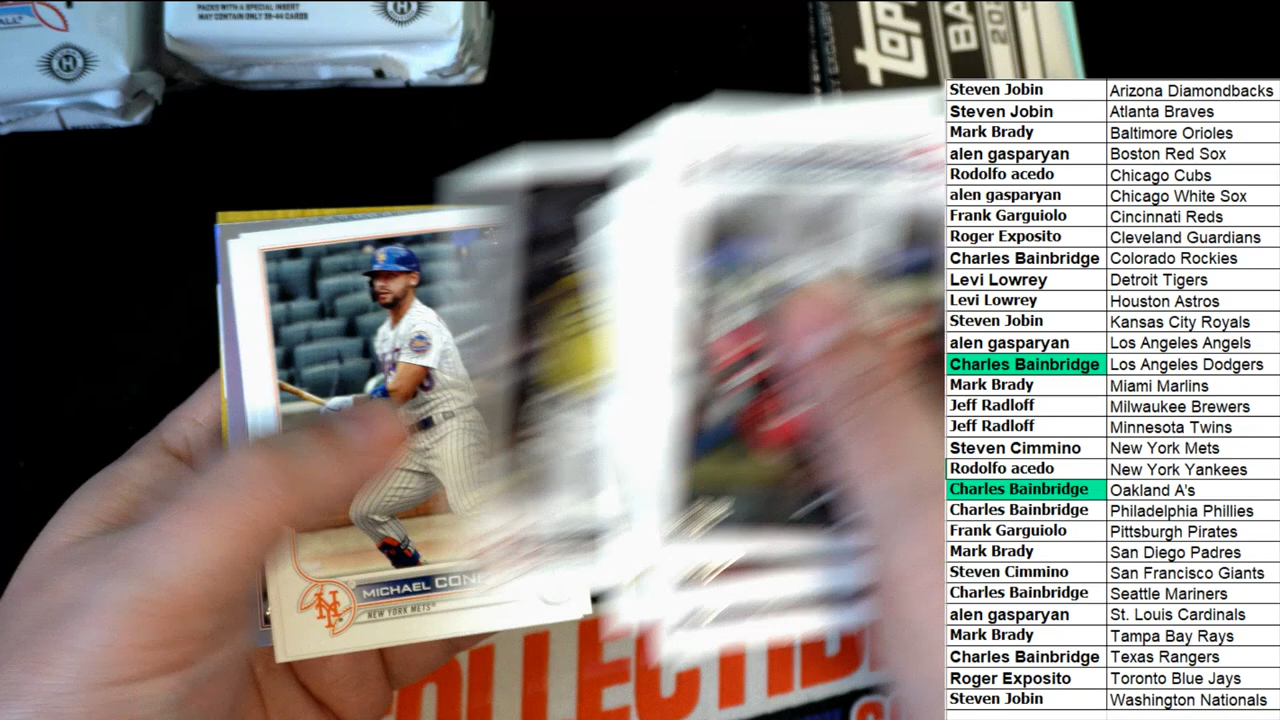 PACKS WITH A SPECIAL INSERT
MAY CONTAIN ONLY 39-44 CARDS
H
H
TOPPS
BA
202
MICHAEL CON
NEW YORK METS
OLLECTIBL
Steven Jobin Arizona Diamondbacks
Steven Jobin Atlanta Braves
Mark Brady Baltimore Orioles
alen gasparyan Boston Red Sox
Rodolfo acedo Chicago Cubs
alen gasparyan Chicago White Sox
Frank Garguiolo Cincinnati Reds
Roger Exposito Cleveland Guardians
Charles Bainbridge Colorado Rockies
Levi Lowrey Detroit Tigers
Levi Lowrey Houston Astros
Steven Jobin Kansas City Royals
alen gasparyan Los Angeles Angels
Charles Bainbridge Los Angeles Dodgers
Mark Brady Miami Marlins
Jeff Radloff Milwaukee Brewers
Jeff Radloff Minnesota Twins
Steven Cimmino New York Mets
Rodolfo acedo New York Yankees
Charles Bainbridge Oakland A's
Charles Bainbridge Philadelphia Phillies
Frank Garguiolo Pittsburgh Pirates
Mark Brady San Diego Padres
Steven Cimmino San Francisco Giants
Charles Bainbridge Seattle Mariners
alen gasparyan St. Louis Cardinals
Mark Brady Tampa Bay Rays
Charles Bainbridge Texas Rangers
Roger Exposito Toronto Blue Jays
Steven Jobin Washington Nationals